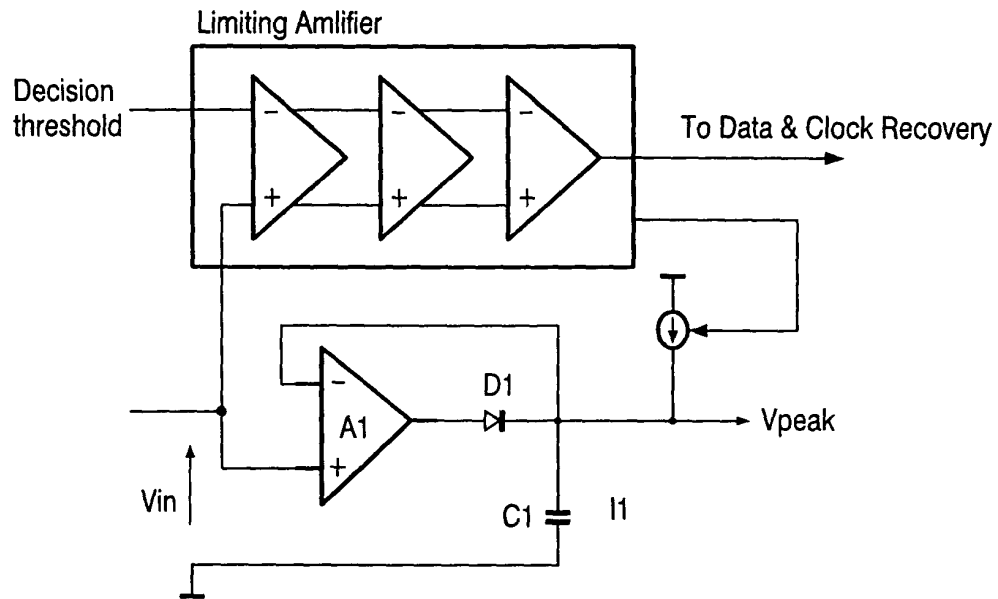 Limiting Amlifier
Decision
threshold
−
−
−
+
+
+
To Data & Clock Recovery
−
A1
+
D1
Vpeak
Vin
C1
I1